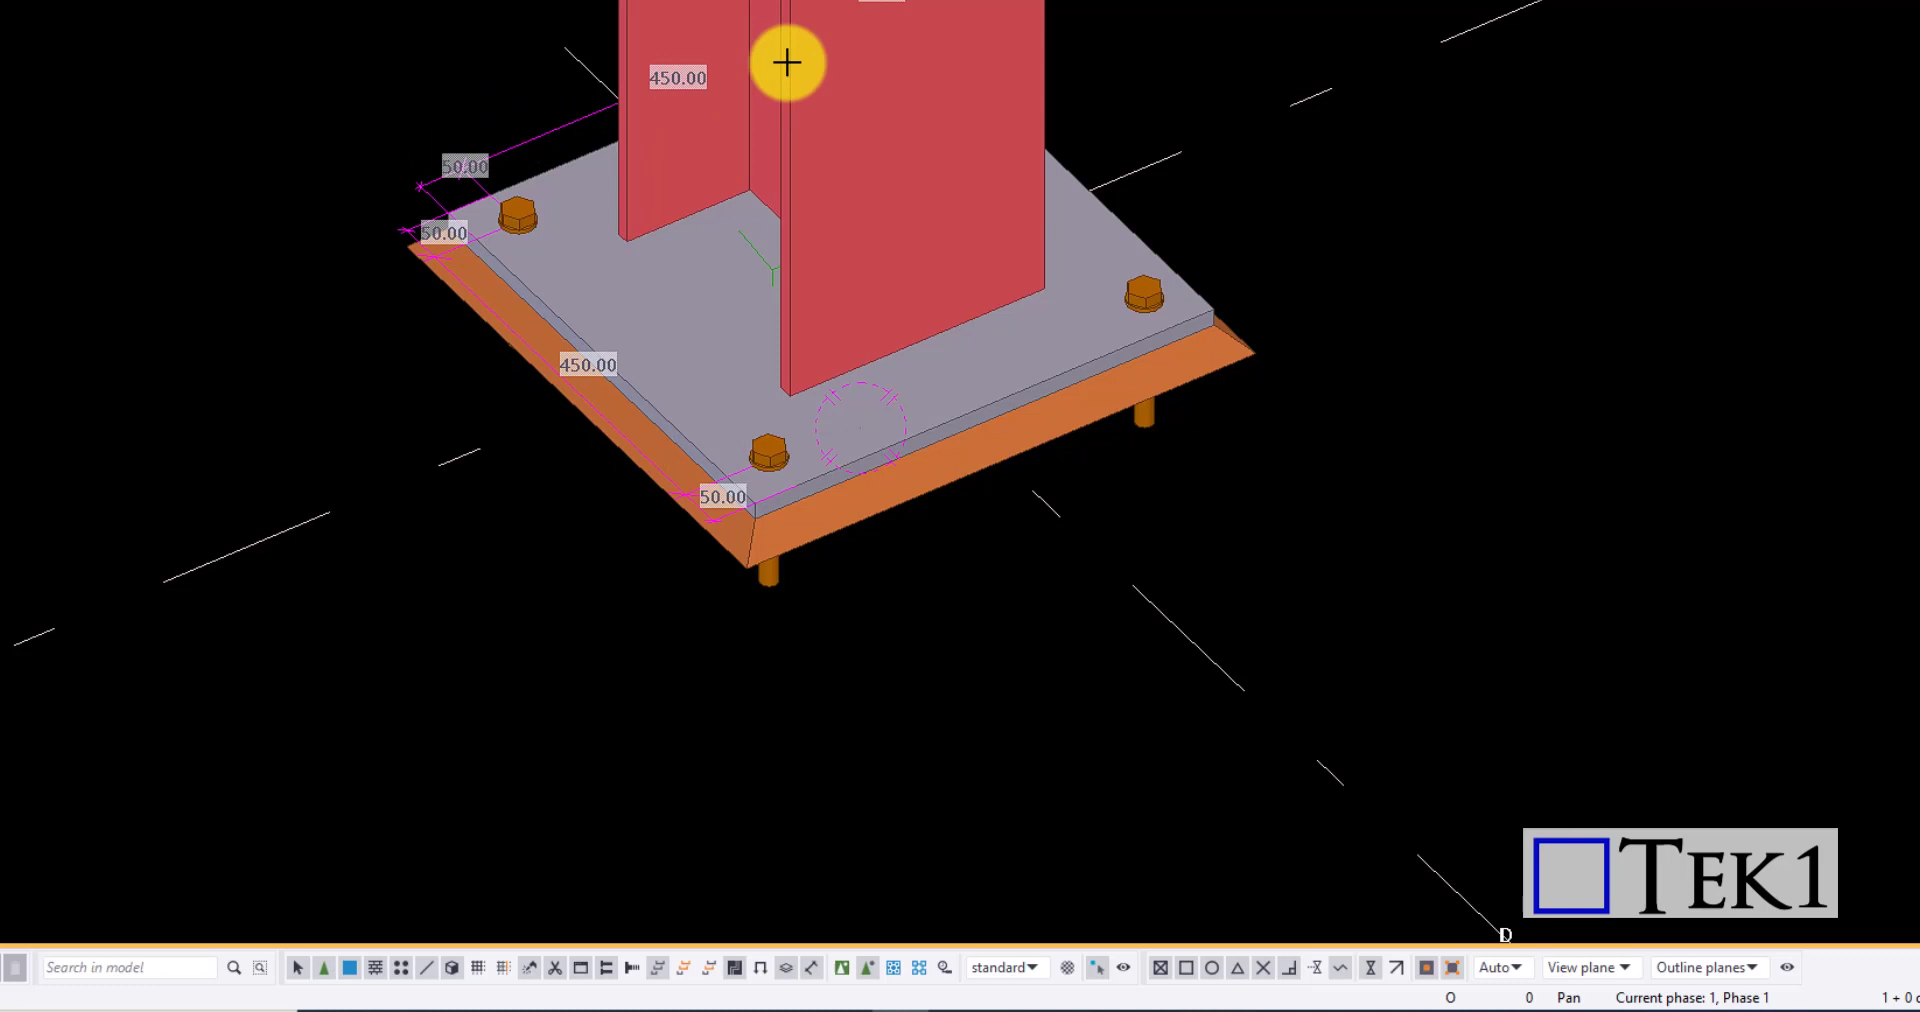 450.00
50.00
50.00
450.00
50.00
TEK1
D
Search in model
standard
Auto
View plane
Outline planes
O 0 Pan Current phase: 1, Phase 1 1 + 0